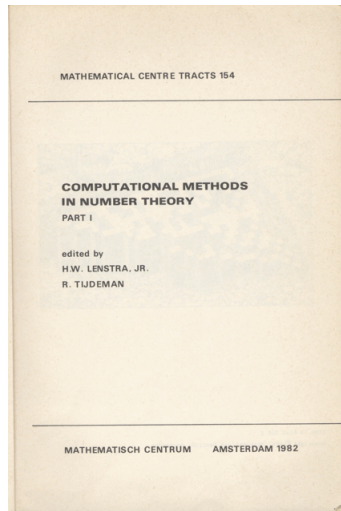 MATHEMATICAL CENTRE TRACTS 154
COMPUTATIONAL METHODS
IN NUMBER THEORY
PART I
edited by
H.W. LENSTRA, JR.
R. TIJDEMAN
MATHEMATISCH CENTRUM AMSTERDAM 1982